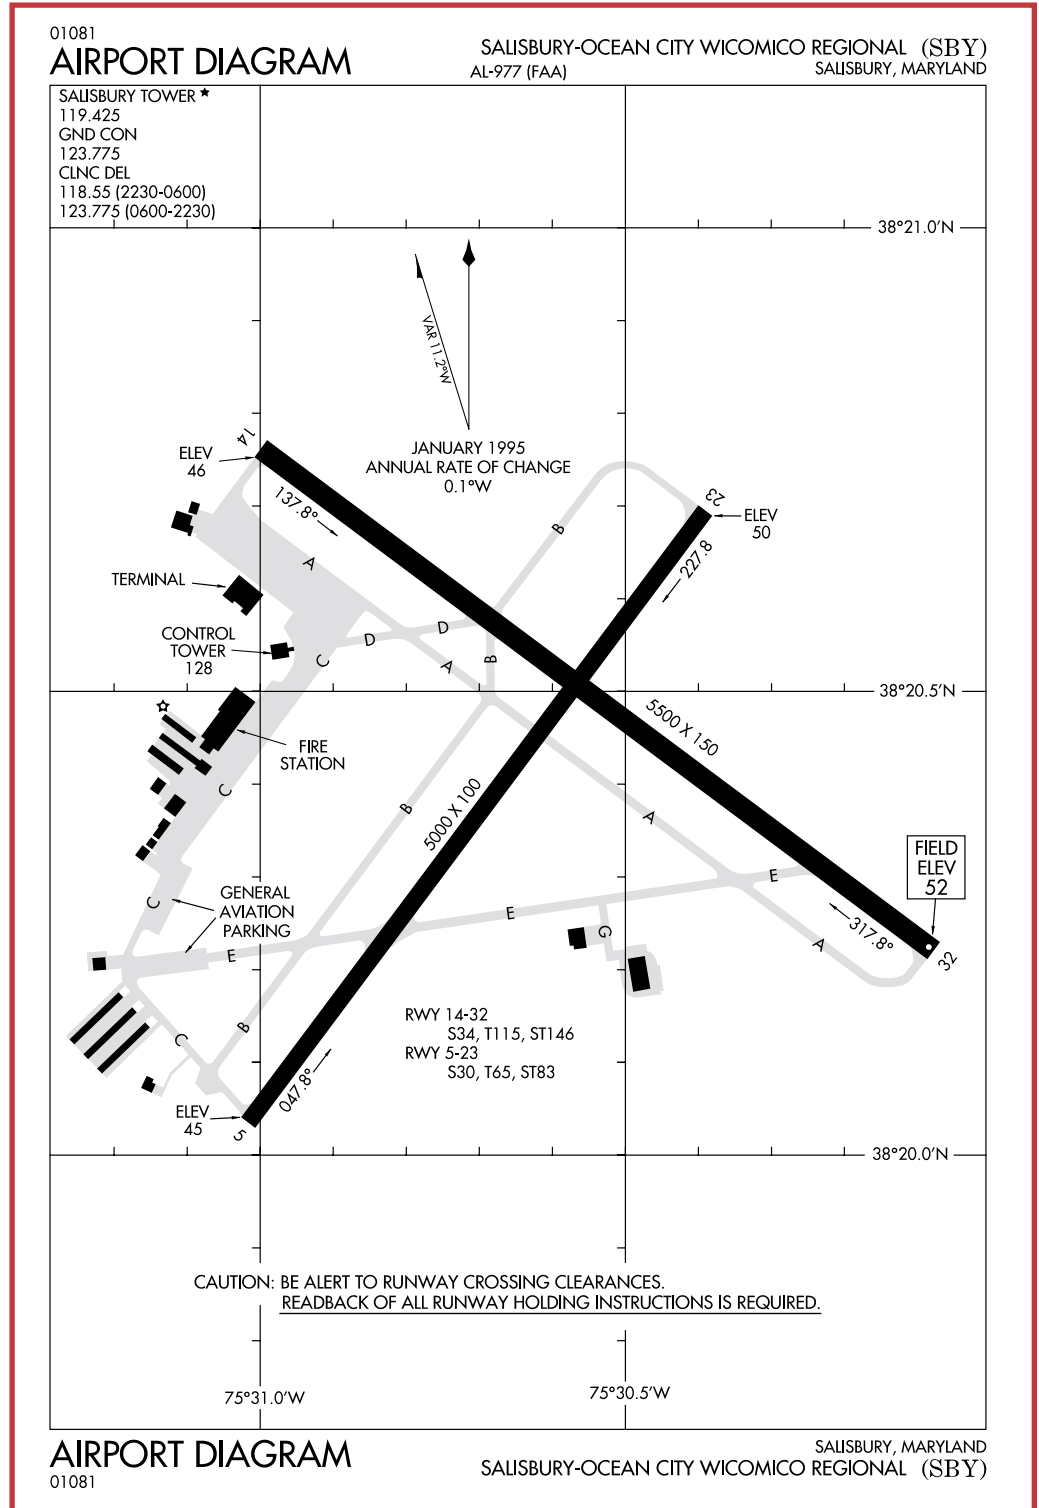 01081
AIRPORT DIAGRAM
SALISBURY-OCEAN CITY WICOMICO REGIONAL (SBY)
AL-977 (FAA)
SALISBURY, MARYLAND
SALISBURY TOWER ★
119.425
GND CON
123.775
CLNC DEL
118.55 (2230-0600)
123.775 (0600-2230)
38°21.0'N
VAR 11.2°W
JANUARY 1995
ANNUAL RATE OF CHANGE
0.1°W
14
ELEV
46
137.8°
23
ELEV
50
227.8
B
A
TERMINAL
D
D
CONTROL
TOWER
128
C
A
B
38°20.5'N
5500 X 150
FIRE
STATION
C
B
5000 X 100
A
FIELD
ELEV
52
E
GENERAL
AVIATION
PARKING
C
E
G
317.8°
A
32
E
RWY 14-32
S34, T115, ST146
RWY 5-23
S30, T65, ST83
B
C
047.8°
ELEV
45
5
38°20.0'N
CAUTION: BE ALERT TO RUNWAY CROSSING CLEARANCES.
READBACK OF ALL RUNWAY HOLDING INSTRUCTIONS IS REQUIRED.
75°31.0'W
75°30.5'W
AIRPORT DIAGRAM
01081
SALISBURY, MARYLAND
SALISBURY-OCEAN CITY WICOMICO REGIONAL (SBY)